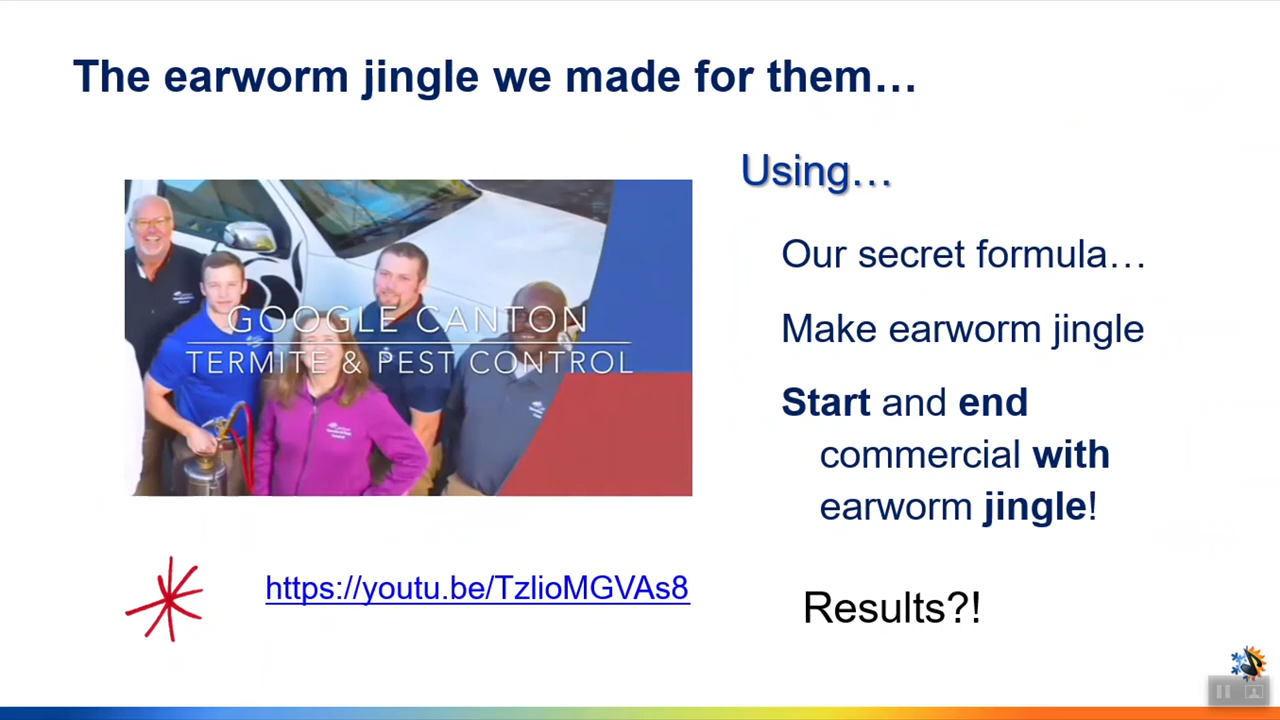 The earworm jingle we made for them…
Using…
Our secret formula…
Make earworm jingle
Start and end
commercial with
earworm jingle!
GOOGLE CANTON
TERMITE & PEST CONTROL
https://youtu.be/TzlioMGVAs8
Results?!